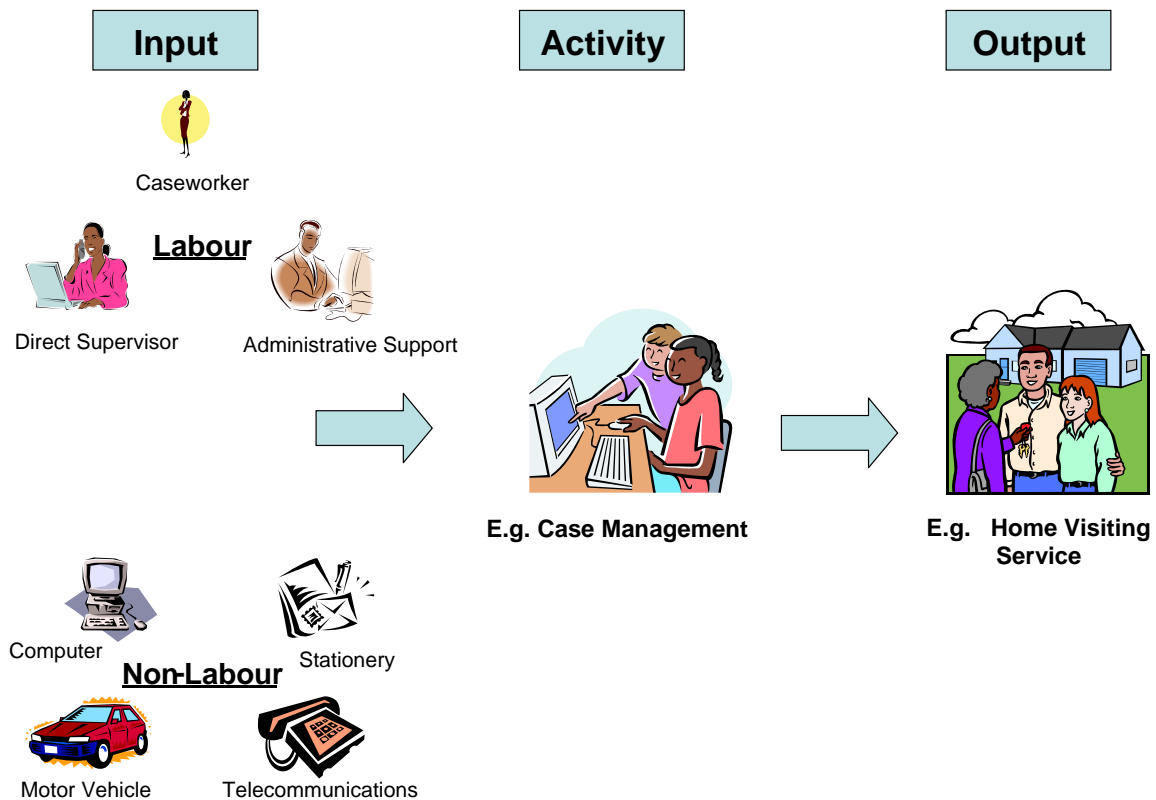 Input
Activity
Output
Caseworker
Labour
Direct Supervisor
Administrative Support
E.g. Case Management
E.g. Home Visiting
Service
Computer
Stationery
Non-Labour
Motor Vehicle
Telecommunications